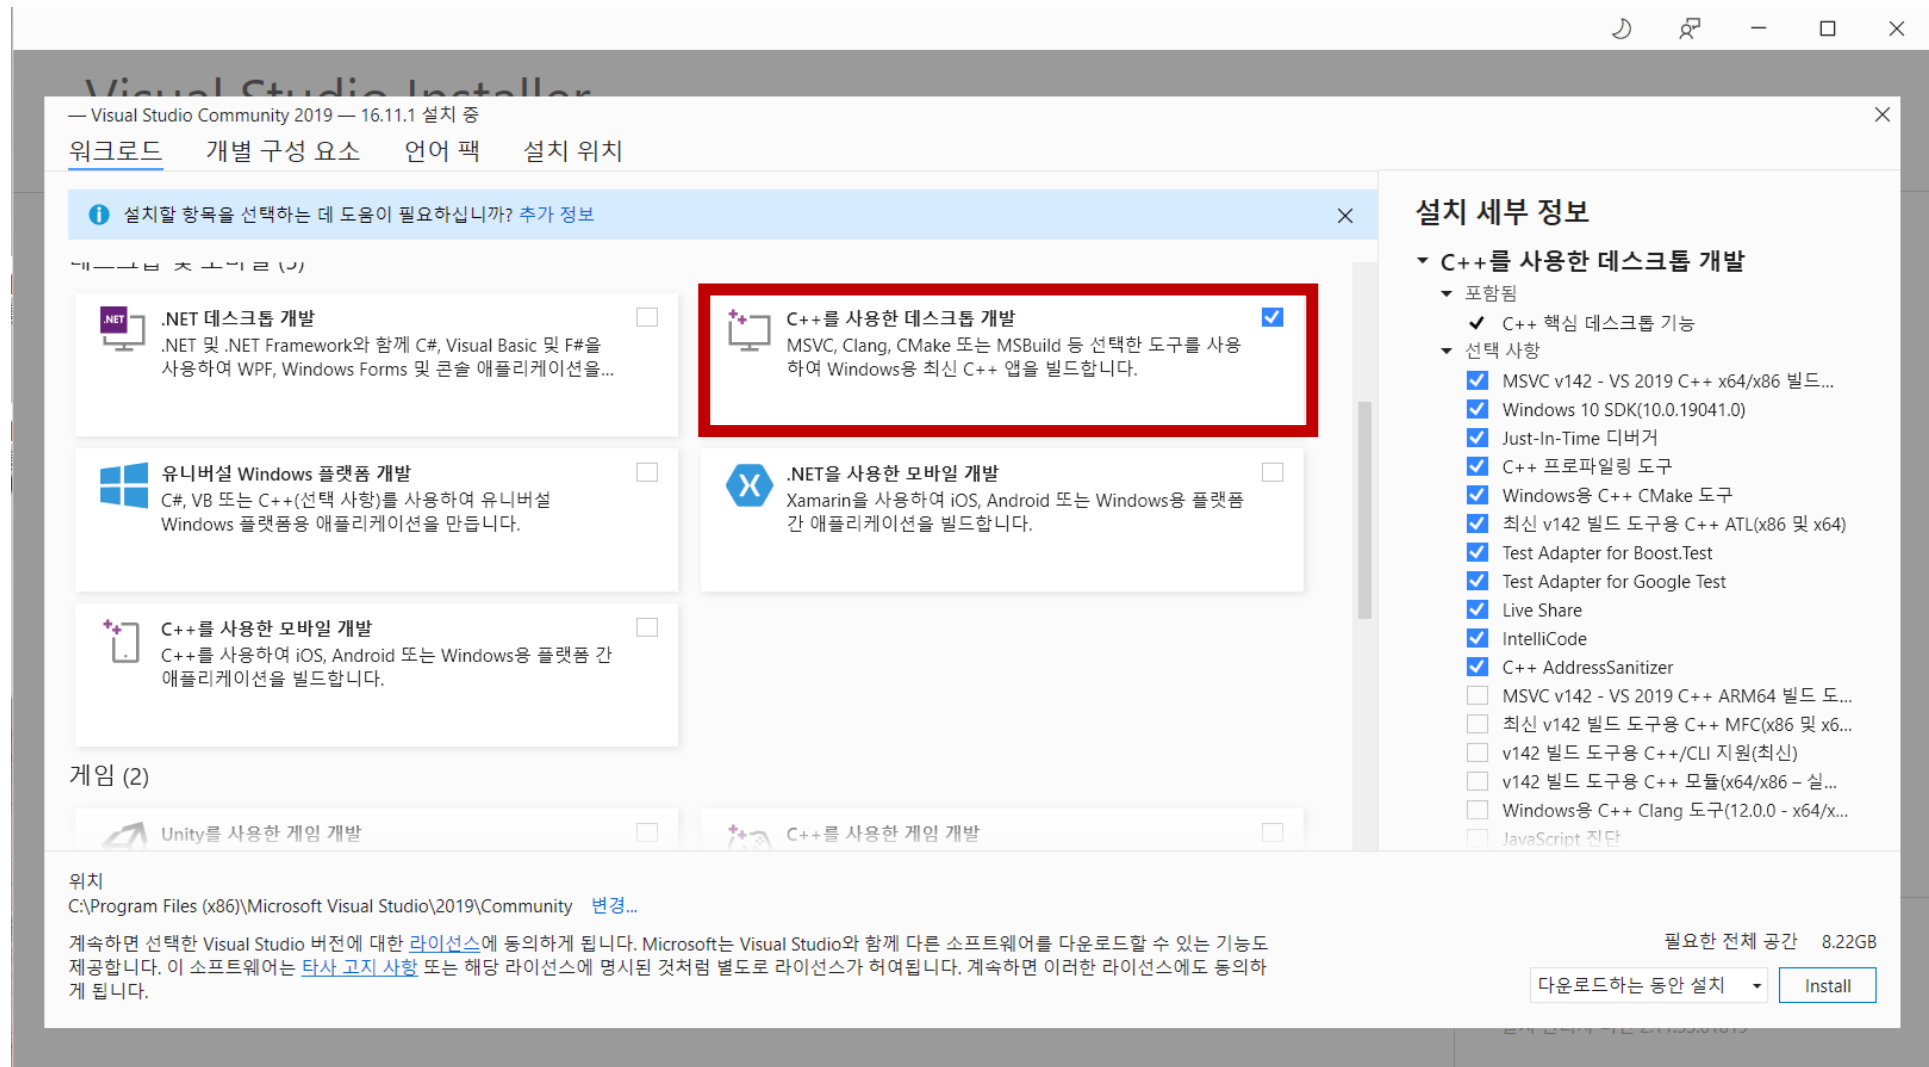 Visual Studio Installer
— Visual Studio Community 2019 — 16.11.1 설치 중
워크로드 개별 구성 요소 언어 팩 설치 위치
설치할 항목을 선택하는 데 도움이 필요하십니까? 추가 정보
데스크톱 및 모바일 (5)
.NET
.NET 데스크톱 개발
.NET 및 .NET Framework와 함께 C#, Visual Basic 및 F#을
사용하여 WPF, Windows Forms 및 콘솔 애플리케이션을...
C++를 사용한 데스크톱 개발
MSVC, Clang, CMake 또는 MSBuild 등 선택한 도구를 사용
하여 Windows용 최신 C++ 앱을 빌드합니다.
유니버설 Windows 플랫폼 개발
C#, VB 또는 C++(선택 사항)를 사용하여 유니버설
Windows 플랫폼용 애플리케이션을 만듭니다.
.NET을 사용한 모바일 개발
Xamarin을 사용하여 iOS, Android 또는 Windows용 플랫폼
간 애플리케이션을 빌드합니다.
C++를 사용한 모바일 개발
C++를 사용하여 iOS, Android 또는 Windows용 플랫폼 간
애플리케이션을 빌드합니다.
게임 (2)
Unity를 사용한 게임 개발
C++를 사용한 게임 개발
설치 세부 정보
C++를 사용한 데스크톱 개발
포함됨
C++ 핵심 데스크톱 기능
선택 사항
MSVC v142 - VS 2019 C++ x64/x86 빌드...
Windows 10 SDK(10.0.19041.0)
Just-In-Time 디버거
C++ 프로파일링 도구
Windows용 C++ CMake 도구
최신 v142 빌드 도구용 C++ ATL(x86 및 x64)
Test Adapter for Boost.Test
Test Adapter for Google Test
Live Share
IntelliCode
C++ AddressSanitizer
MSVC v142 - VS 2019 C++ ARM64 빌드 도...
최신 v142 빌드 도구용 C++ MFC(x86 및 x6...
v142 빌드 도구용 C++/CLI 지원(최신)
v142 빌드 도구용 C++ 모듈(x64/x86 – 실...
Windows용 C++ Clang 도구(12.0.0 - x64/x...
JavaScript 진단
위치
C:\Program Files (x86)\Microsoft Visual Studio\2019\Community 변경...
계속하면 선택한 Visual Studio 버전에 대한 라이선스에 동의하게 됩니다. Microsoft는 Visual Studio와 함께 다른 소프트웨어를 다운로드할 수 있는 기능도
제공합니다. 이 소프트웨어는 타사 고지 사항 또는 해당 라이선스에 명시된 것처럼 별도로 라이선스가 허여됩니다. 계속하면 이러한 라이선스에도 동의하
게 됩니다.
필요한 전체 공간 8.22GB
다운로드하는 동안 설치 Install